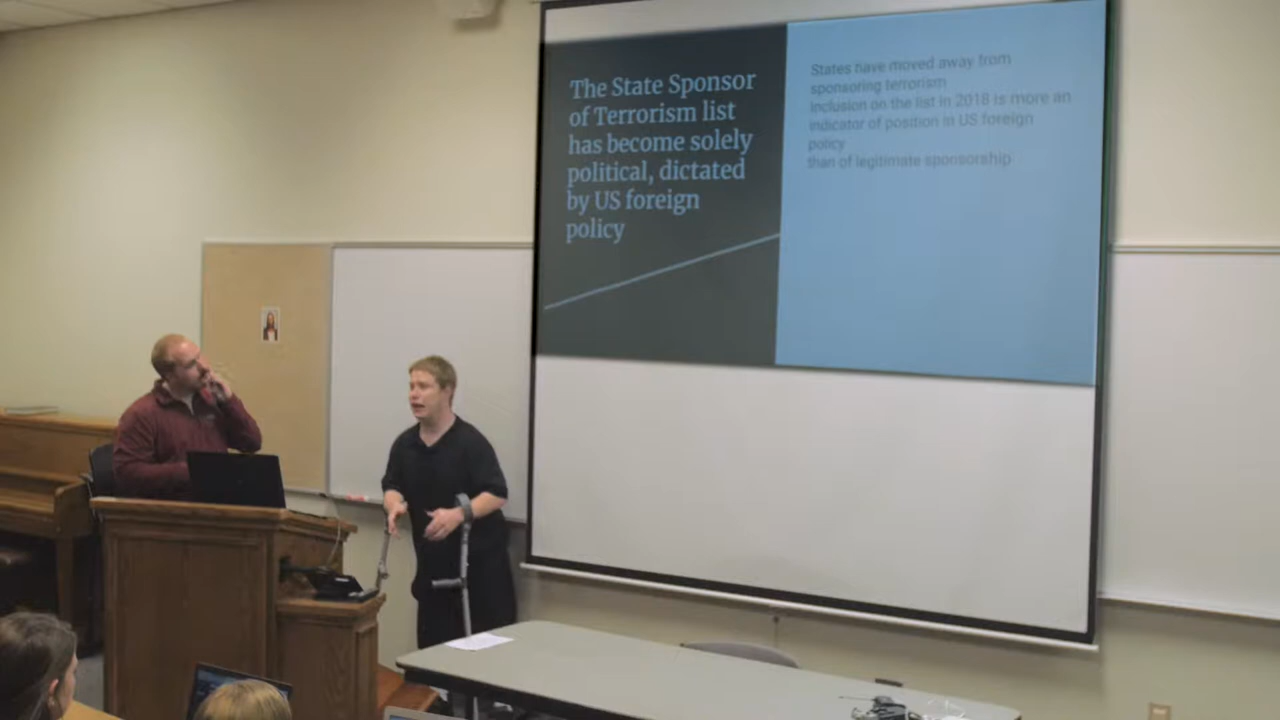 The State Sponsor
of Terrorism list
has become solely
political, dictated
by US foreign
policy
States have moved away from
sponsoring terrorism
Inclusion on the list in 2018 is more an
indicator of position in US foreign
policy
than of legitimate sponsorship